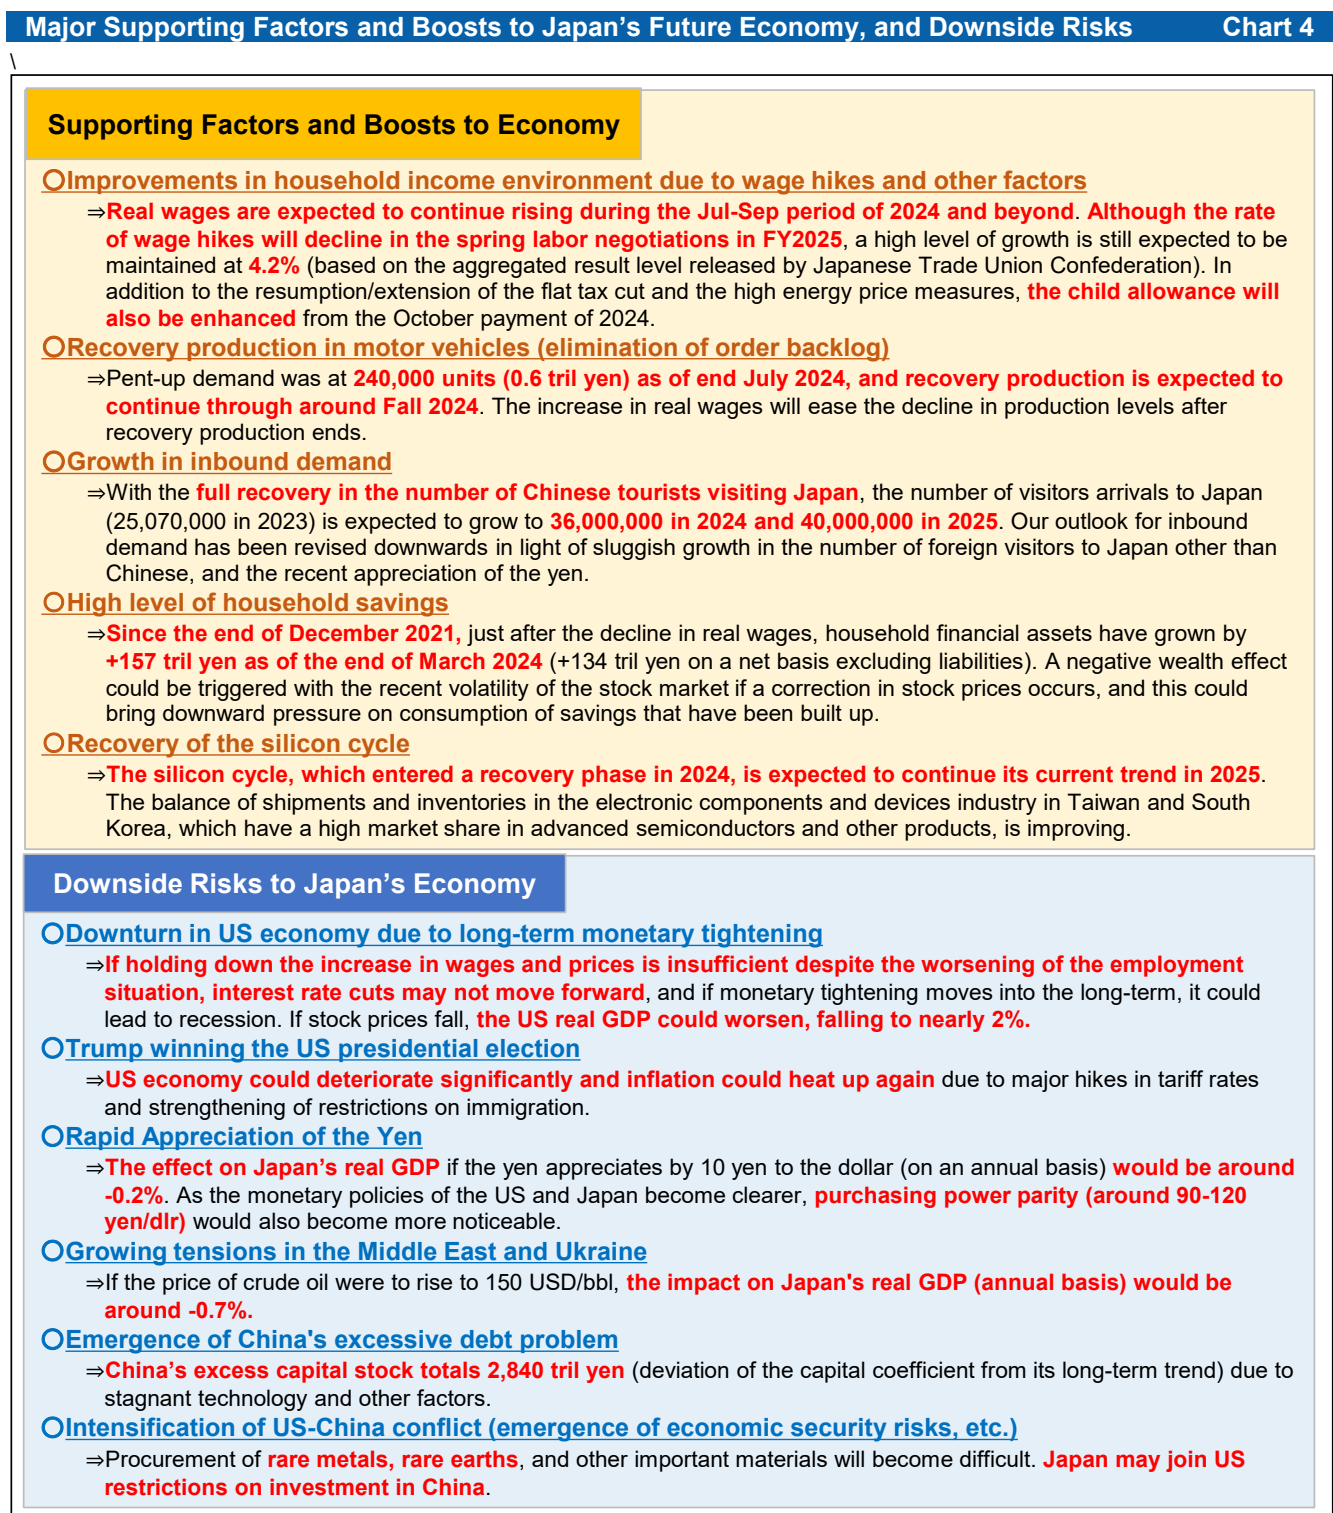 Major Supporting Factors and Boosts to Japan's Future Economy, and Downside Risks Chart 4
\
Supporting Factors and Boosts to Economy
○Improvements in household income environment due to wage hikes and other factors
⇒Real wages are expected to continue rising during the Jul-Sep period of 2024 and beyond. Although the rate
of wage hikes will decline in the spring labor negotiations in FY2025, a high level of growth is still expected to be
maintained at 4.2% (based on the aggregated result level released by Japanese Trade Union Confederation). In
addition to the resumption/extension of the flat tax cut and the high energy price measures, the child allowance will
also be enhanced from the October payment of 2024.
○Recovery production in motor vehicles (elimination of order backlog)
⇒Pent-up demand was at 240,000 units (0.6 tril yen) as of end July 2024, and recovery production is expected to
continue through around Fall 2024. The increase in real wages will ease the decline in production levels after
recovery production ends.
○Growth in inbound demand
⇒With the full recovery in the number of Chinese tourists visiting Japan, the number of visitors arrivals to Japan
(25,070,000 in 2023) is expected to grow to 36,000,000 in 2024 and 40,000,000 in 2025. Our outlook for inbound
demand has been revised downwards in light of sluggish growth in the number of foreign visitors to Japan other than
Chinese, and the recent appreciation of the yen.
○High level of household savings
⇒Since the end of December 2021, just after the decline in real wages, household financial assets have grown by
+157 tril yen as of the end of March 2024 (+134 tril yen on a net basis excluding liabilities). A negative wealth effect
could be triggered with the recent volatility of the stock market if a correction in stock prices occurs, and this could
bring downward pressure on consumption of savings that have been built up.
○Recovery of the silicon cycle
⇒The silicon cycle, which entered a recovery phase in 2024, is expected to continue its current trend in 2025.
The balance of shipments and inventories in the electronic components and devices industry in Taiwan and South
Korea, which have a high market share in advanced semiconductors and other products, is improving.
Downside Risks to Japan's Economy
○Downturn in US economy due to long-term monetary tightening
⇒If holding down the increase in wages and prices is insufficient despite the worsening of the employment
situation, interest rate cuts may not move forward, and if monetary tightening moves into the long-term, it could
lead to recession. If stock prices fall, the US real GDP could worsen, falling to nearly 2%.
○Trump winning the US presidential election
⇒US economy could deteriorate significantly and inflation could heat up again due to major hikes in tariff rates
and strengthening of restrictions on immigration.
○Rapid Appreciation of the Yen
⇒The effect on Japan's real GDP if the yen appreciates by 10 yen to the dollar (on an annual basis) would be around
-0.2%. As the monetary policies of the US and Japan become clearer, purchasing power parity (around 90-120
yen/dlr) would also become more noticeable.
○Growing tensions in the Middle East and Ukraine
⇒If the price of crude oil were to rise to 150 USD/bbl, the impact on Japan's real GDP (annual basis) would be
around -0.7%.
○Emergence of China's excessive debt problem
⇒China's excess capital stock totals 2,840 tril yen (deviation of the capital coefficient from its long-term trend) due to
stagnant technology and other factors.
○Intensification of US-China conflict (emergence of economic security risks, etc.)
⇒Procurement of rare metals, rare earths, and other important materials will become difficult. Japan may join US
restrictions on investment in China.